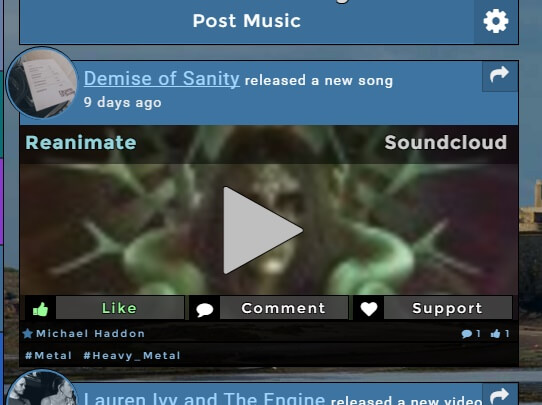 Post Music
Demise of Sanity released a new song
9 days ago
Reanimate Soundcloud
Like Comment Support
Michael Haddon 1 1
#Metal #Heavy_Metal
Lauren Ivy and The Engine released a new video